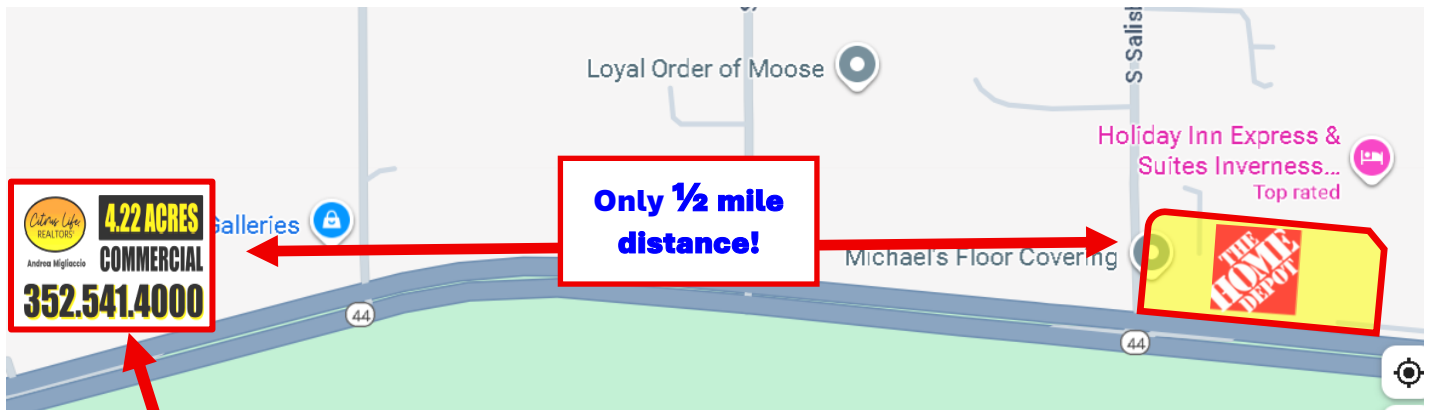 S Salisb
Loyal Order of Moose
Holiday Inn Express &
Suites Inverness...
Top rated
Only ½ mile
distance!
Citrus Life
REALTORS
Andrea Migliaccio
4.22 ACRES
COMMERCIAL
352.541.4000
Galleries
Michael's Floor Covering
THE
HOME
DEPOT
44
44